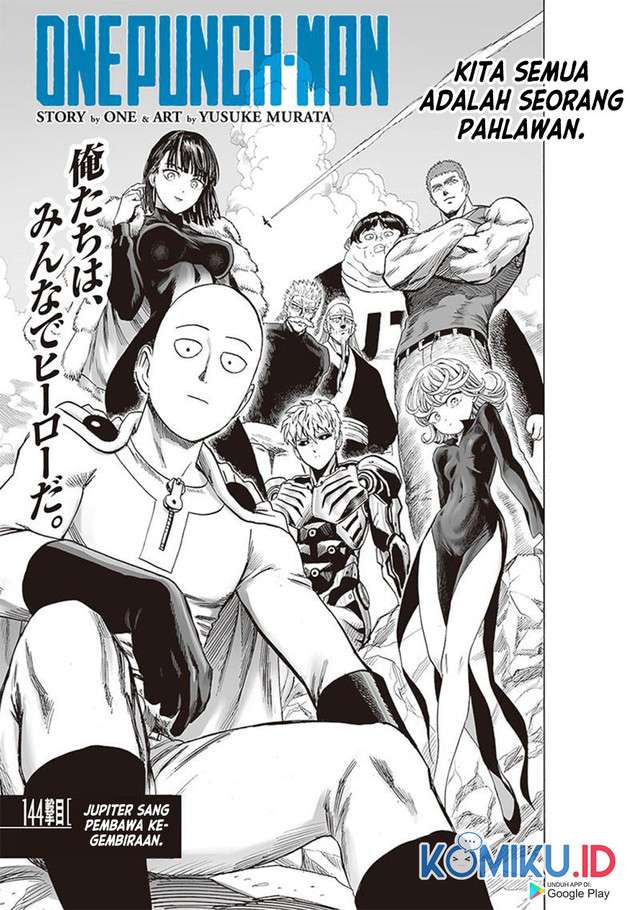 ONE PUNCH-MAN
STORY by ONE & ART by YUSUKE MURATA
KITA SEMUA
ADALAH SEORANG
PAHLAWAN.
俺たちは、
みんなでヒーローだ。
144撃目[
JUPITER SANG
PEMBAWA KE-
GEMBIRAAN.
KOMIKU.ID
UNDUH APP DI:
Google Play